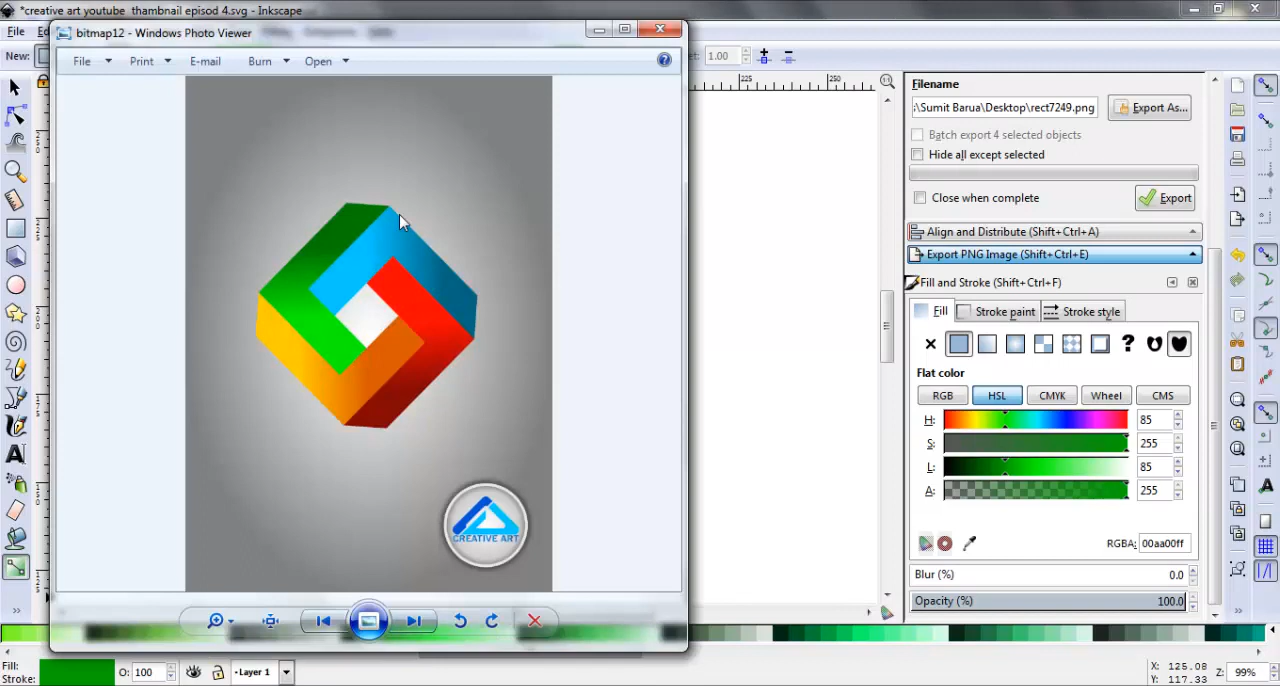 *creative art youtube thumbnail episod 4.svg - Inkscape
File
bitmap12 - Windows Photo Viewer
File Print E-mail Burn Open
New:
1.00
225 250
Filename
:\Sumit Barua\Desktop\rect7249.png Export As...
Batch export 4 selected objects
Hide all except selected
Close when complete Export
Align and Distribute (Shift+Ctrl+A)
Export PNG Image (Shift+Ctrl+E)
Fill and Stroke (Shift+Ctrl+F)
Fill Stroke paint Stroke style
Flat color
RGB HSL CMYK Wheel CMS
H: 85
S: 255
L: 85
A: 255
RGBA: 00aa00ff
Blur (%) 0.0
Opacity (%) 100.0
CREATIVE ART
Fill:
Stroke:
O: 100
Layer 1
X: 125.08
Y: 117.33
Z: 99%